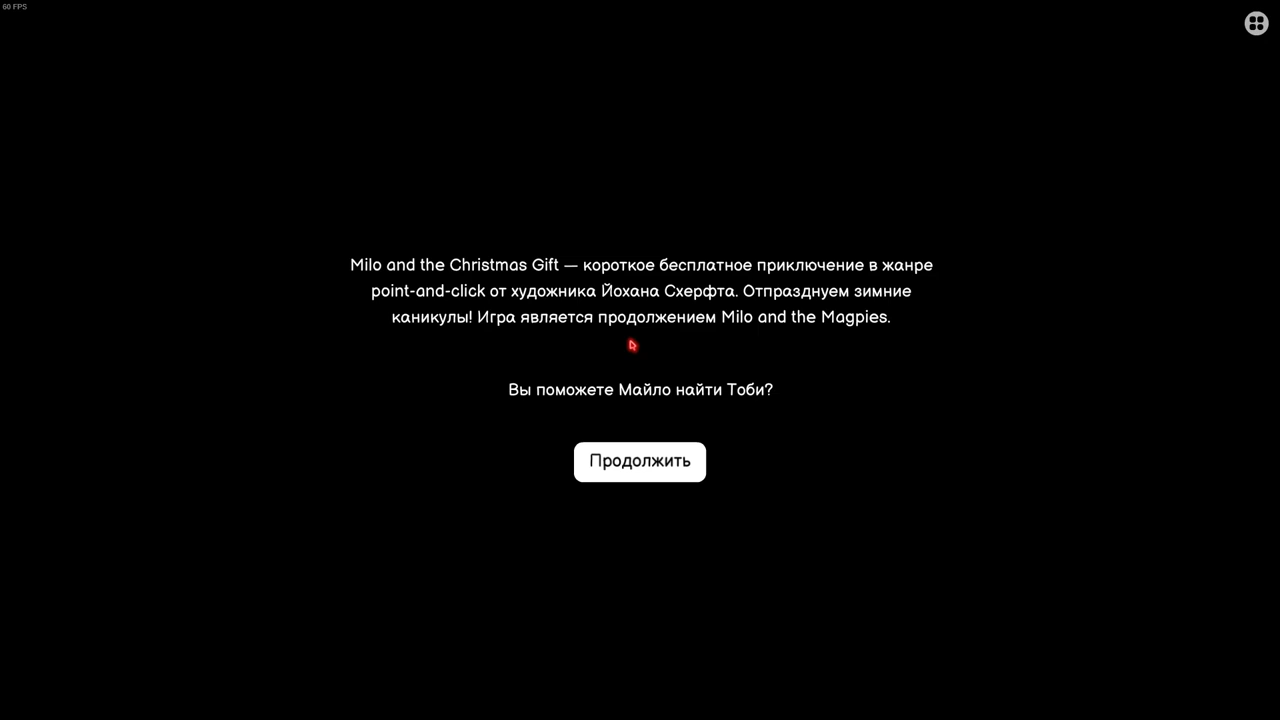 60 FPS
Milo and the Christmas Gift — короткое бесплатное приключение в жанре
point-and-click от художника Йохана Схерфта. Отпразднуем зимние
каникулы! Игра является продолжением Milo and the Magpies.
Вы поможете Майло найти Тоби?
Продолжить